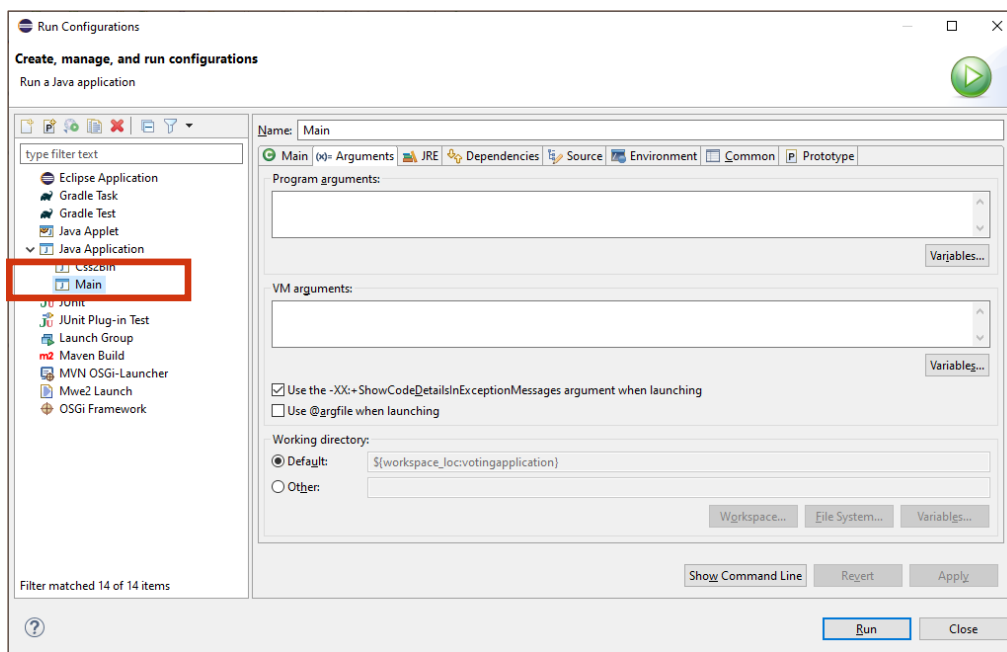 Run Configurations
Create, manage, and run configurations
Run a Java application
Name: Main
type filter text
Main (x)= Arguments JRE Dependencies Source Environment Common P Prototype
Eclipse Application
Gradle Task
Gradle Test
Java Applet
Java Application
Css2Bin
Main
JUnit
JUnit Plug-in Test
Launch Group
m2 Maven Build
MVN OSGi-Launcher
Mwe2 Launch
OSGi Framework
Filter matched 14 of 14 items
Program arguments:
Variables...
VM arguments:
Variables...
Use the -XX:+ShowCodeDetailsInExceptionMessages argument when launching
Use @argfile when launching
Working directory:
Default: ${workspace_loc:votingapplication}
Other:
Workspace... File System... Variables...
Show Command Line Revert Apply
? Run Close